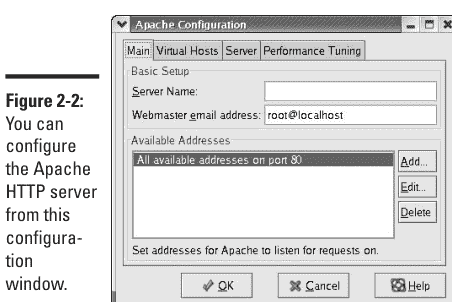 Apache Configuration
Main Virtual Hosts Server Performance Tuning
Basic Setup
Server Name:
Webmaster email address: root@localhost
Available Addresses
All available addresses on port 80
Add...
Edit...
Delete
Set addresses for Apache to listen for requests on.
OK Cancel Help
Figure 2-2:
You can
configure
the Apache
HTTP server
from this
configura-
tion
window.